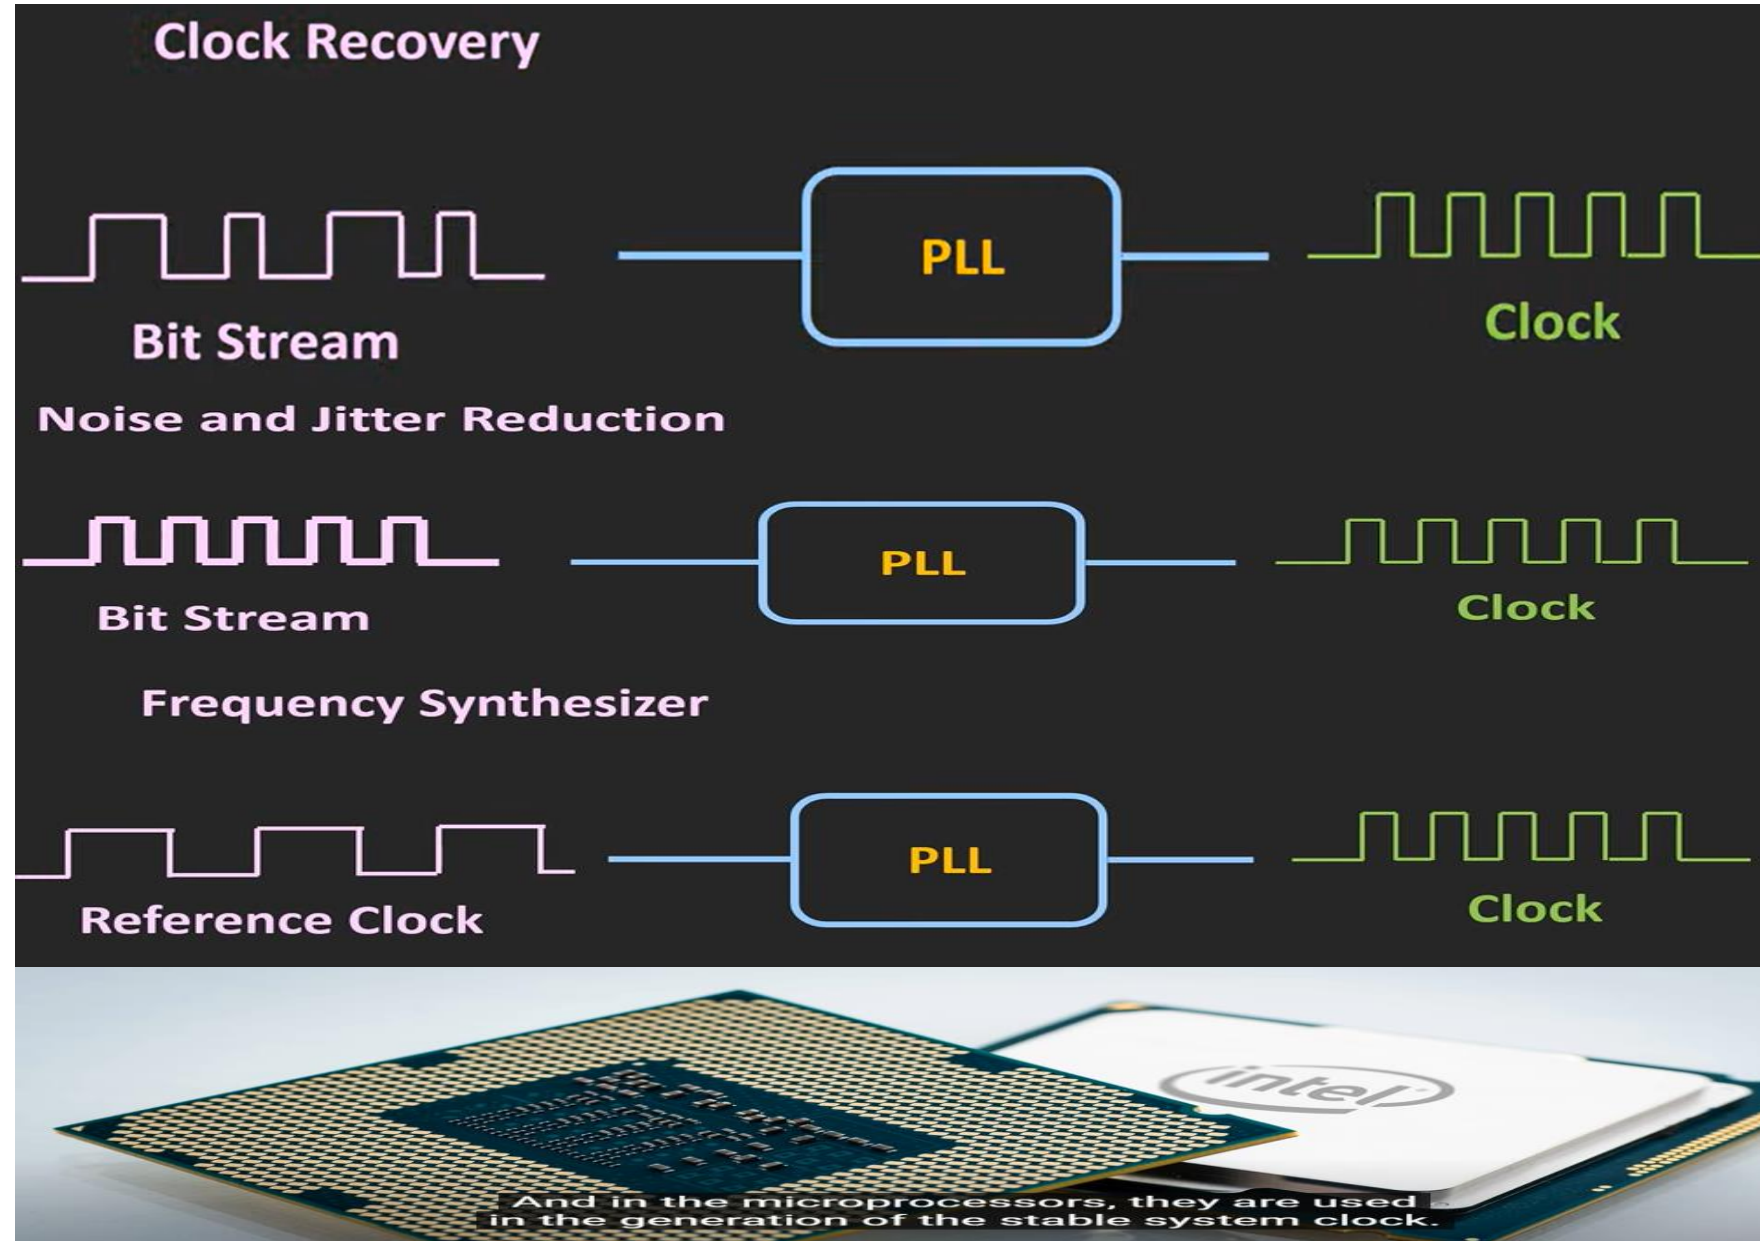 Clock Recovery
PLL
Bit Stream
Clock
Noise and Jitter Reduction
PLL
Bit Stream
Clock
Frequency Synthesizer
PLL
Reference Clock
Clock
intel
And in the microprocessors, they are used
in the generation of the stable system clock.